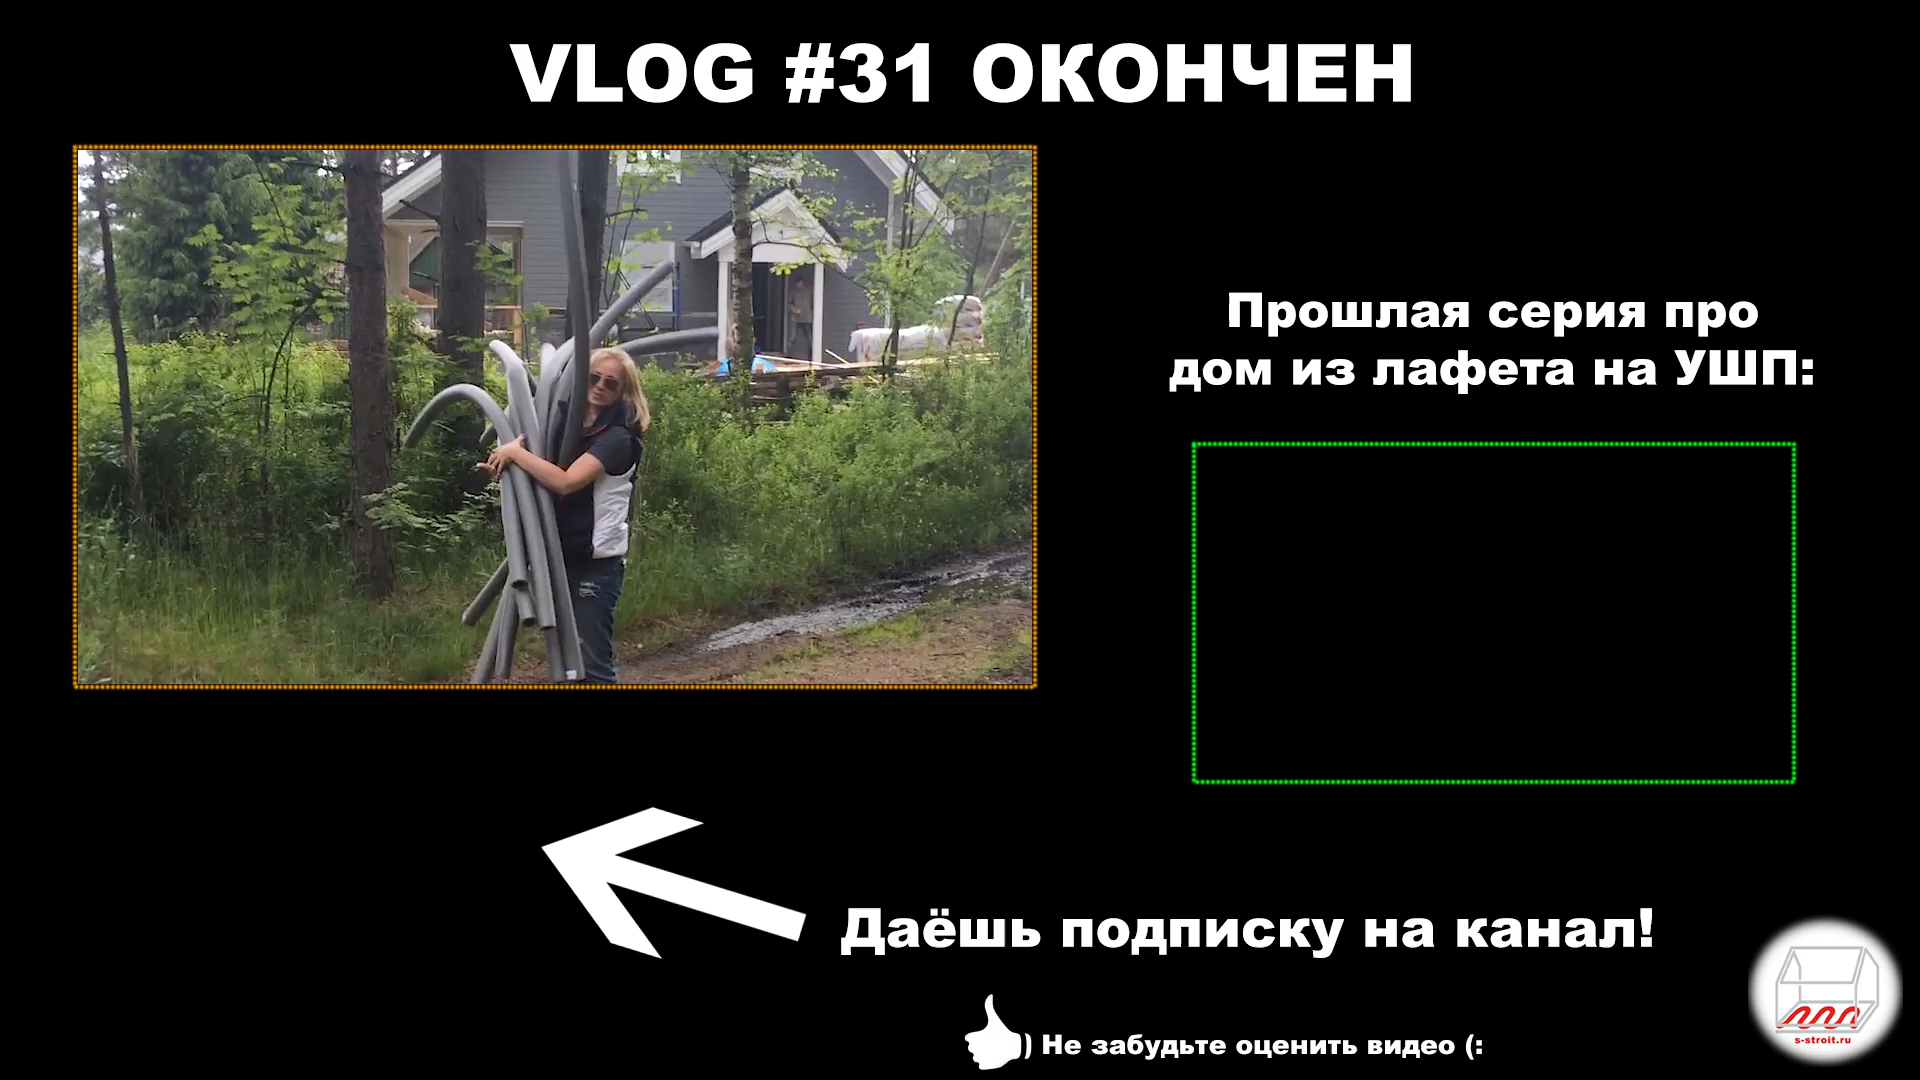 VLOG #31 ОКОНЧЕН
Прошлая серия про
дом из лафета на УШП:
Даёшь подписку на канал!
) Не забудьте оценить видео (:
s-stroit.ru